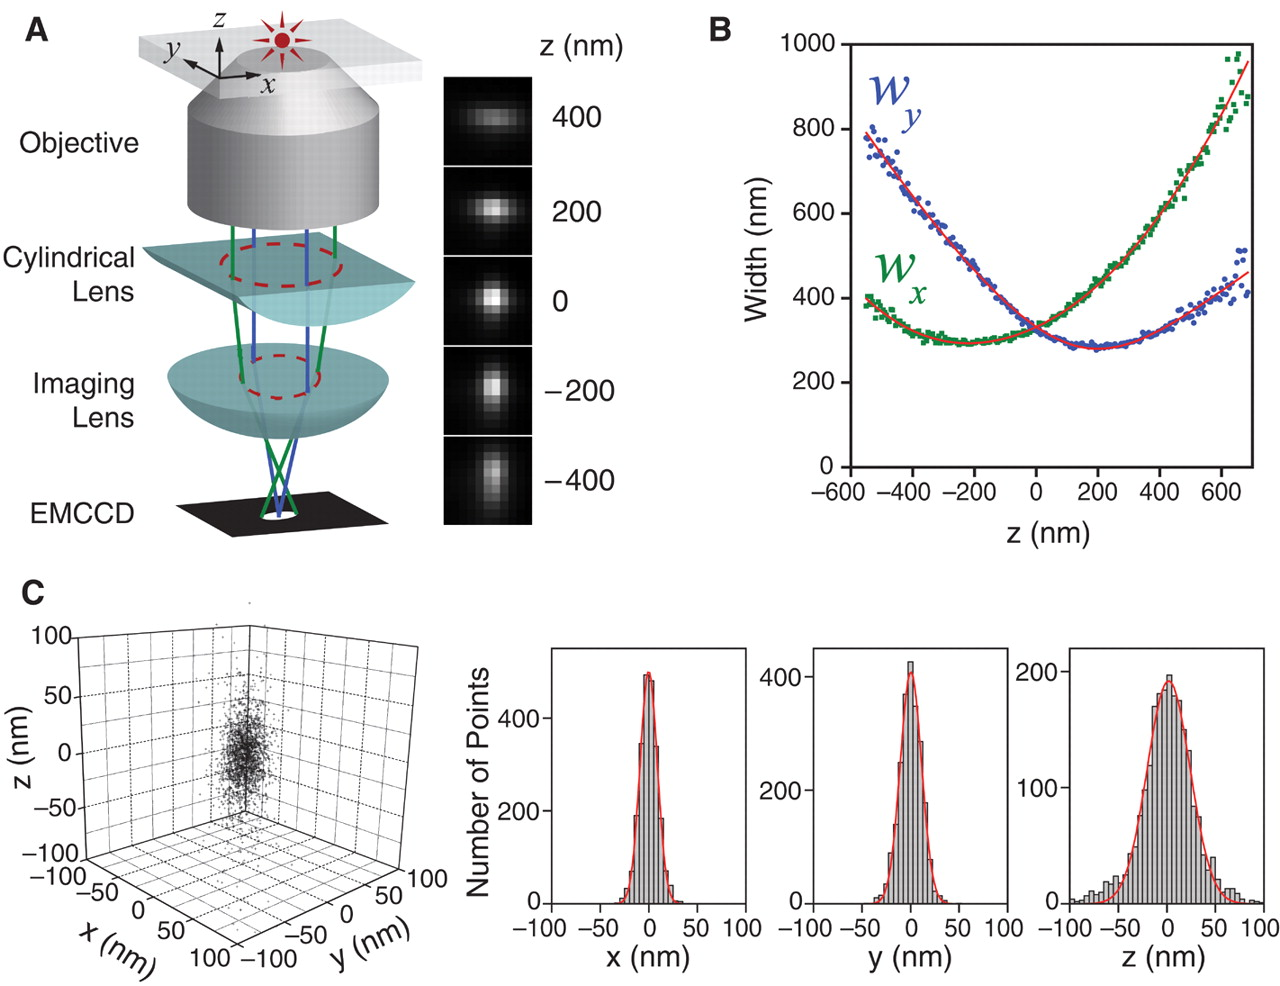 A
z
y
x
Objective
Cylindrical
Lens
Imaging
Lens
EMCCD
z (nm)
400
200
0
−200
−400
B
1000
800
600
400
200
0
Width (nm)
wy
wx
−600 −400 −200 0 200 400 600
z (nm)
C
100
50
0
−50
−100
z (nm)
−100
−50
0
50
100
x (nm)
−100
−50
0
50
100
y (nm)
Number of Points
400
200
0
−100 −50 0 50 100
x (nm)
400
200
0
−100 −50 0 50 100
y (nm)
200
100
0
−100 −50 0 50 100
z (nm)